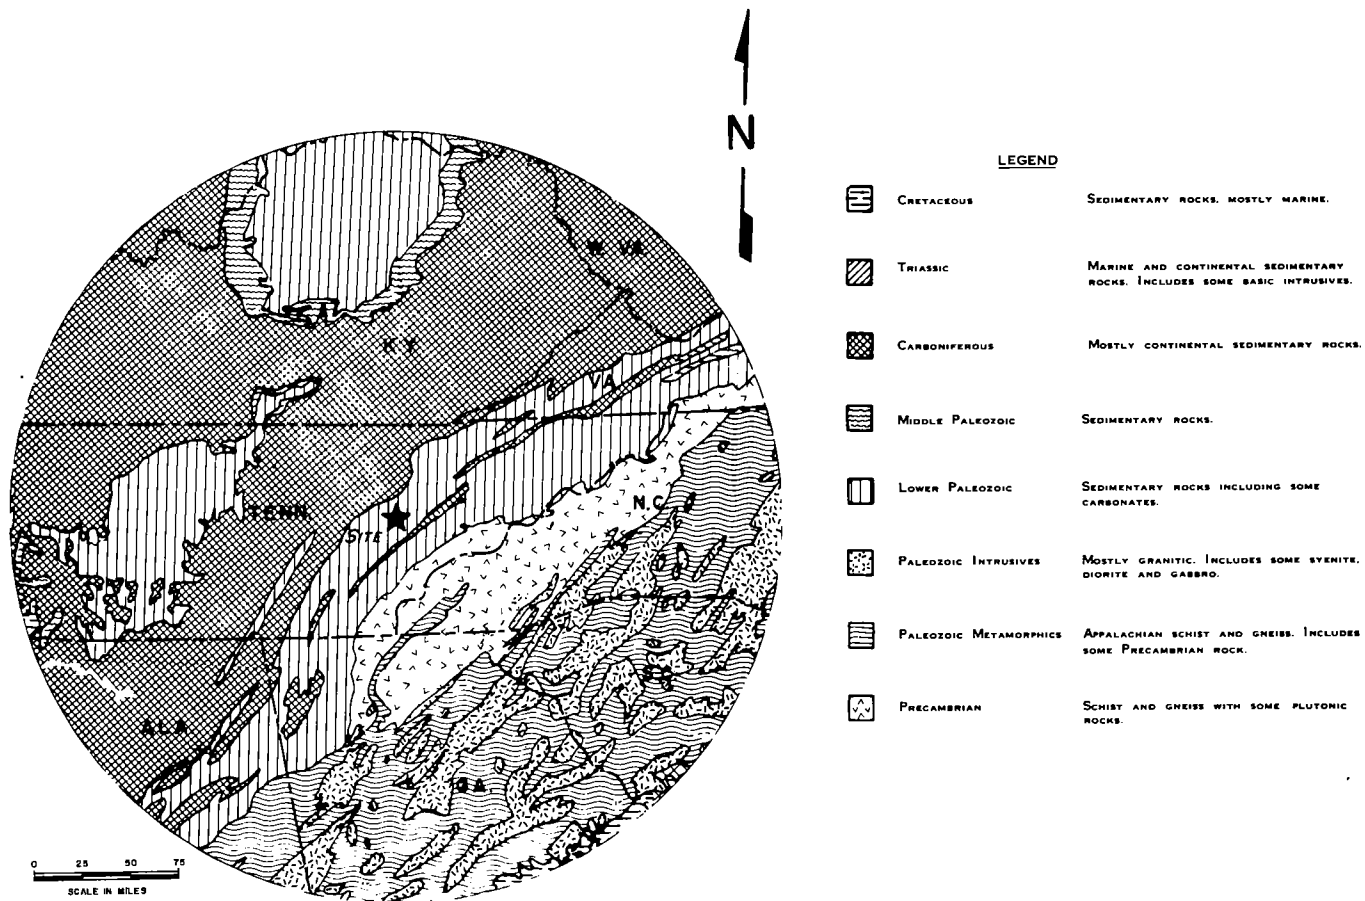 N
LEGEND
CRETACEOUS SEDIMENTARY ROCKS, MOSTLY MARINE.
TRIASSIC MARINE AND CONTINENTAL SEDIMENTARY
ROCKS. INCLUDES SOME BASIC INTRUSIVES.
CARBONIFEROUS MOSTLY CONTINENTAL SEDIMENTARY ROCKS.
MIDDLE PALEOZOIC SEDIMENTARY ROCKS.
LOWER PALEOZOIC SEDIMENTARY ROCKS INCLUDING SOME
CARBONATES.
PALEOZOIC INTRUSIVES MOSTLY GRANITIC. INCLUDES SOME SYENITE,
DIORITE AND GABBRO.
PALEOZOIC METAMORPHICS APPALACHIAN SCHIST AND GNEISS. INCLUDES
SOME PRECAMBRIAN ROCK.
PRECAMBRIAN SCHIST AND GNEISS WITH SOME PLUTONIC
ROCKS.
W. VA.
KY
VA
N.C.
TENN
SITE
ALA
GA
0 25 50 75
SCALE IN MILES